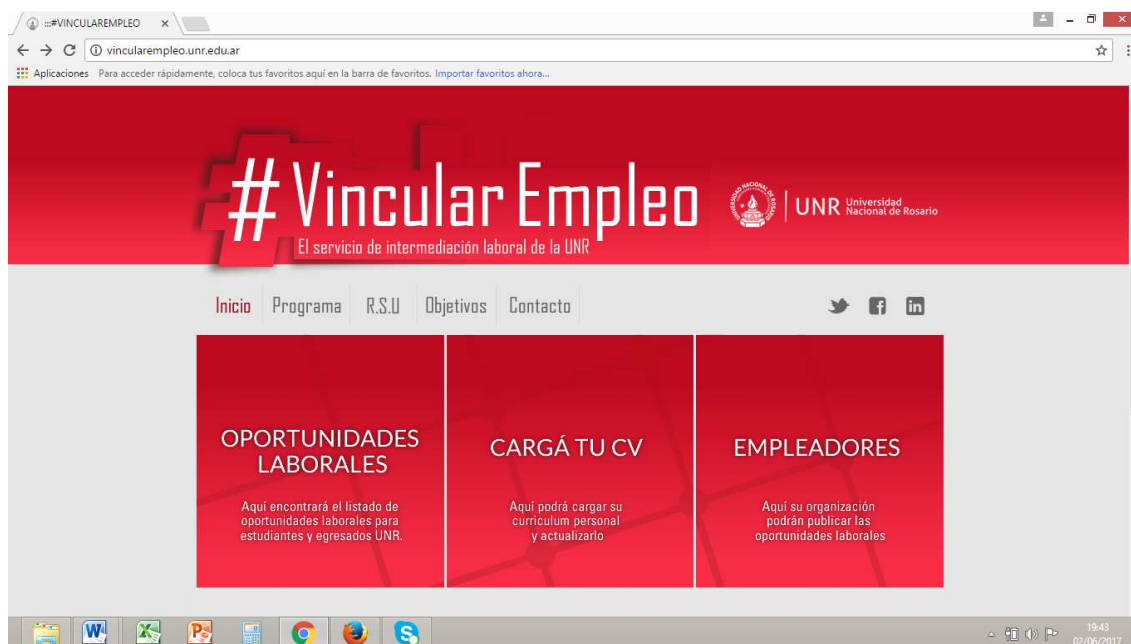 :::#VINCULAREMPLEO
vincularempleo.unr.edu.ar
Aplicaciones Para acceder rápidamente, coloca tus favoritos aquí en la barra de favoritos. Importar favoritos ahora...
#Vincular Empleo
El servicio de intermediación laboral de la UNR
UNR Universidad
Nacional de Rosario
Inicio Programa R.S.U Objetivos Contacto
OPORTUNIDADES
LABORALES
Aquí encontrará el listado de
oportunidades laborales para
estudiantes y egresados UNR.
CARGÁ TU CV
Aquí podrá cargar su
curriculum personal
y actualizarlo
EMPLEADORES
Aquí su organización
podrán publicar las
oportunidades laborales
19:43
02/06/2017